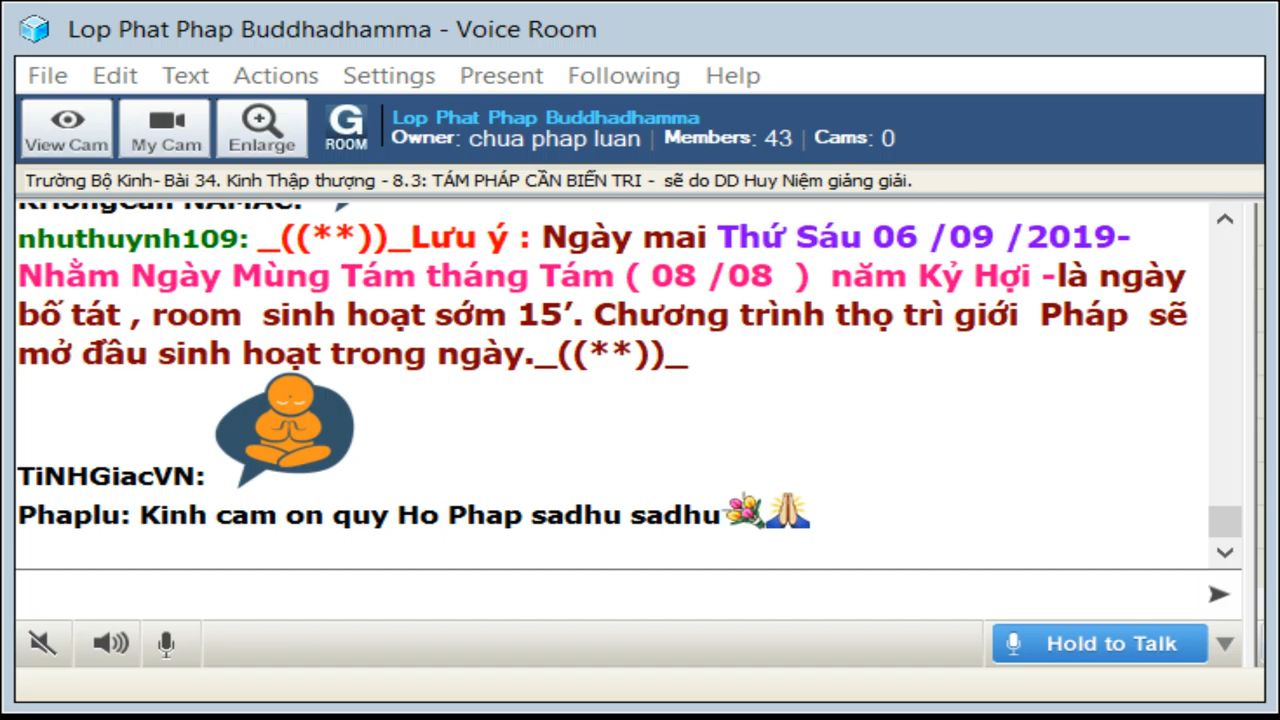 Lop Phat Phap Buddhadhamma - Voice Room
File Edit Text Actions Settings Present Following Help
View Cam My Cam Enlarge G ROOM
Lop Phat Phap Buddhadhamma
Owner: chua phap luan | Members: 43 | Cams: 0
Trường Bộ Kinh- Bài 34. Kinh Thập thượng - 8.3: TÁM PHÁP CẦN BIẾN TRI - sẽ do DD Huy Niệm giảng giải.
nhuthuynh109: _((**))_Lưu ý : Ngày mai Thứ Sáu 06 /09 /2019-
Nhằm Ngày Mùng Tám tháng Tám ( 08 /08 ) năm Kỷ Hợi -là ngày
bố tát , room sinh hoạt sớm 15’. Chương trình thọ trì giới Pháp sẽ
mở đâu sinh hoạt trong ngày._((**))_
TiNHGiacVN:
Phaplu: Kinh cam on quy Ho Phap sadhu sadhu
Hold to Talk